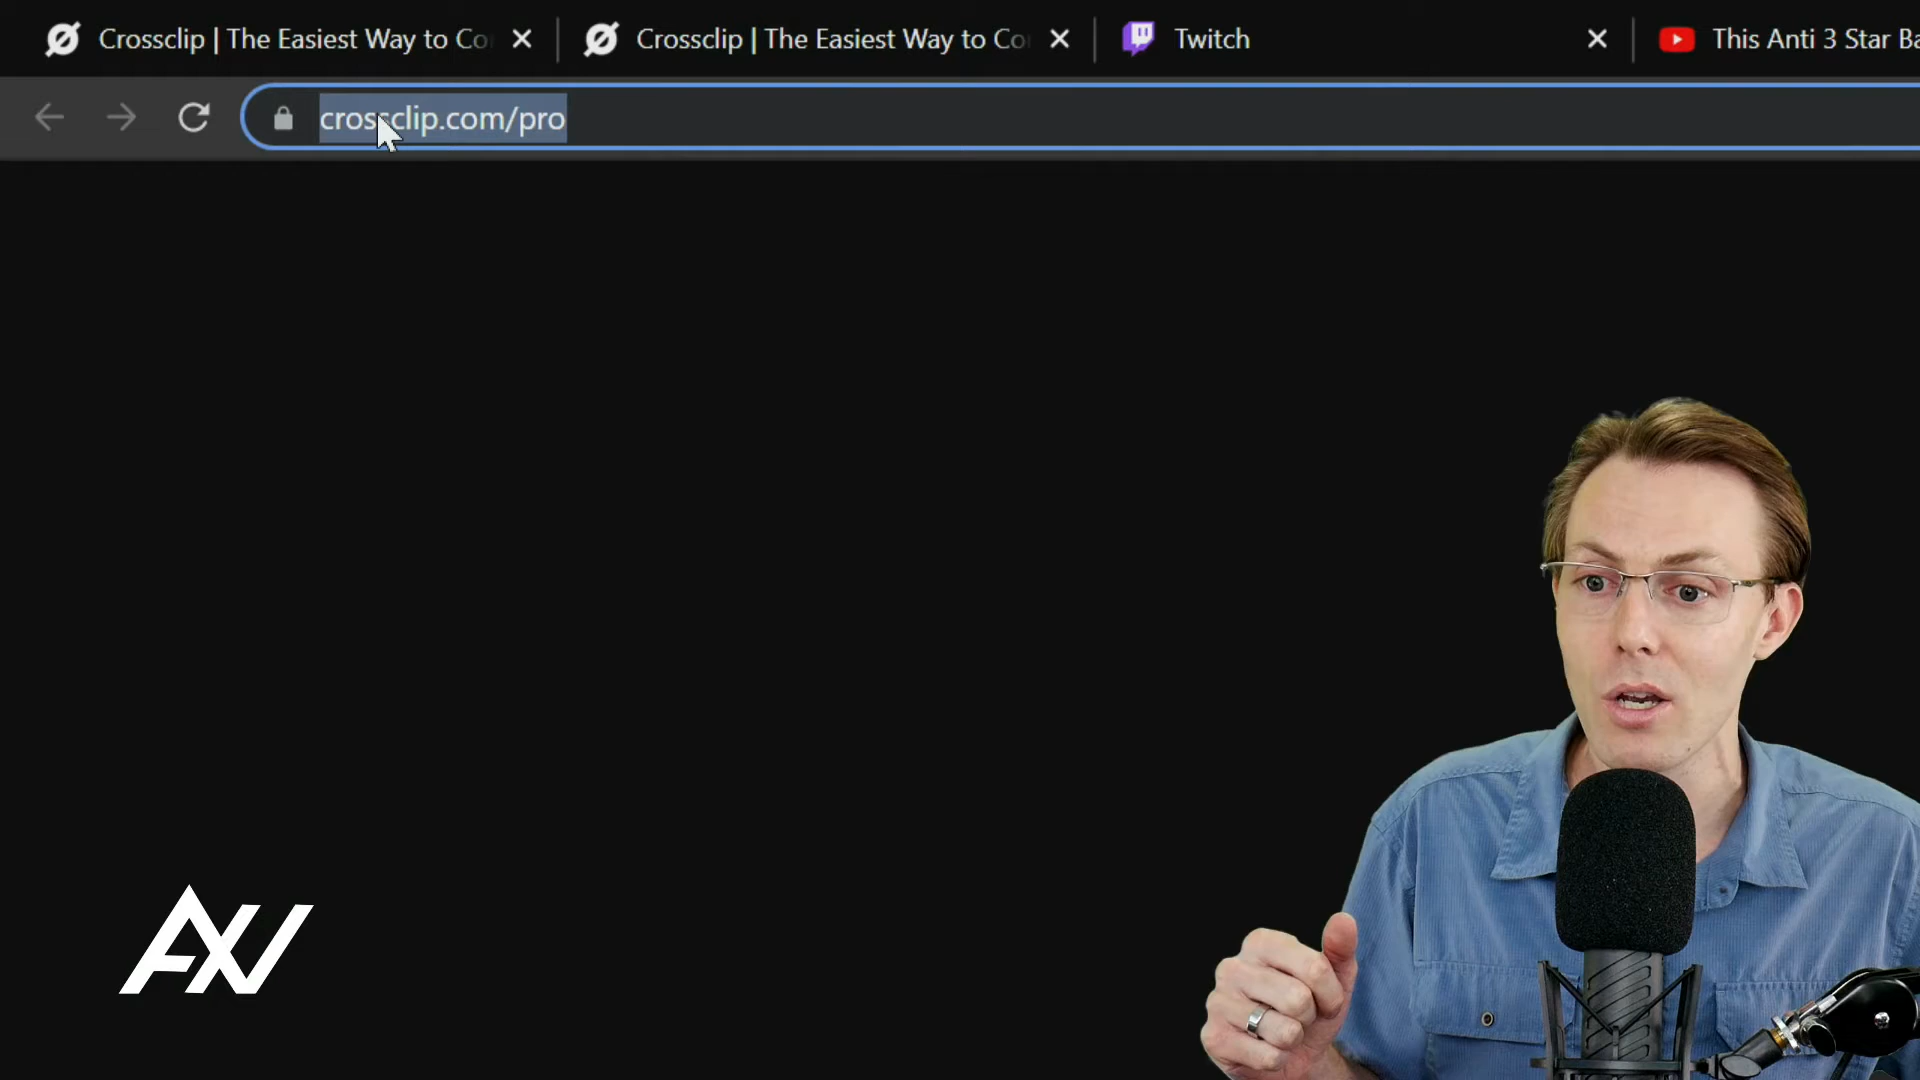 Crossclip | The Easiest Way to Co
Crossclip | The Easiest Way to Co
Twitch
This Anti 3 Star Ba
crossclip.com/pro